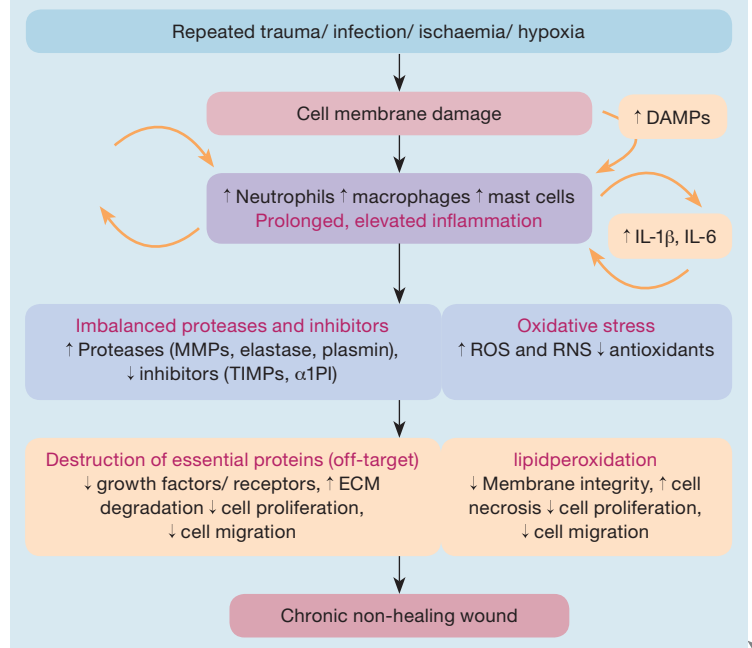 Repeated trauma/ infection/ ischaemia/ hypoxia
Cell membrane damage
↑ DAMPs
↑ Neutrophils ↑ macrophages ↑ mast cells
Prolonged, elevated inflammation
↑ IL-1β, IL-6
Imbalanced proteases and inhibitors
↑ Proteases (MMPs, elastase, plasmin),
↓ inhibitors (TIMPs, α1PI)
Oxidative stress
↑ ROS and RNS ↓ antioxidants
Destruction of essential proteins (off-target)
↓ growth factors/ receptors, ↑ ECM
degradation ↓ cell proliferation,
↓ cell migration
lipidperoxidation
↓ Membrane integrity, ↑ cell
necrosis ↓ cell proliferation,
↓ cell migration
Chronic non-healing wound